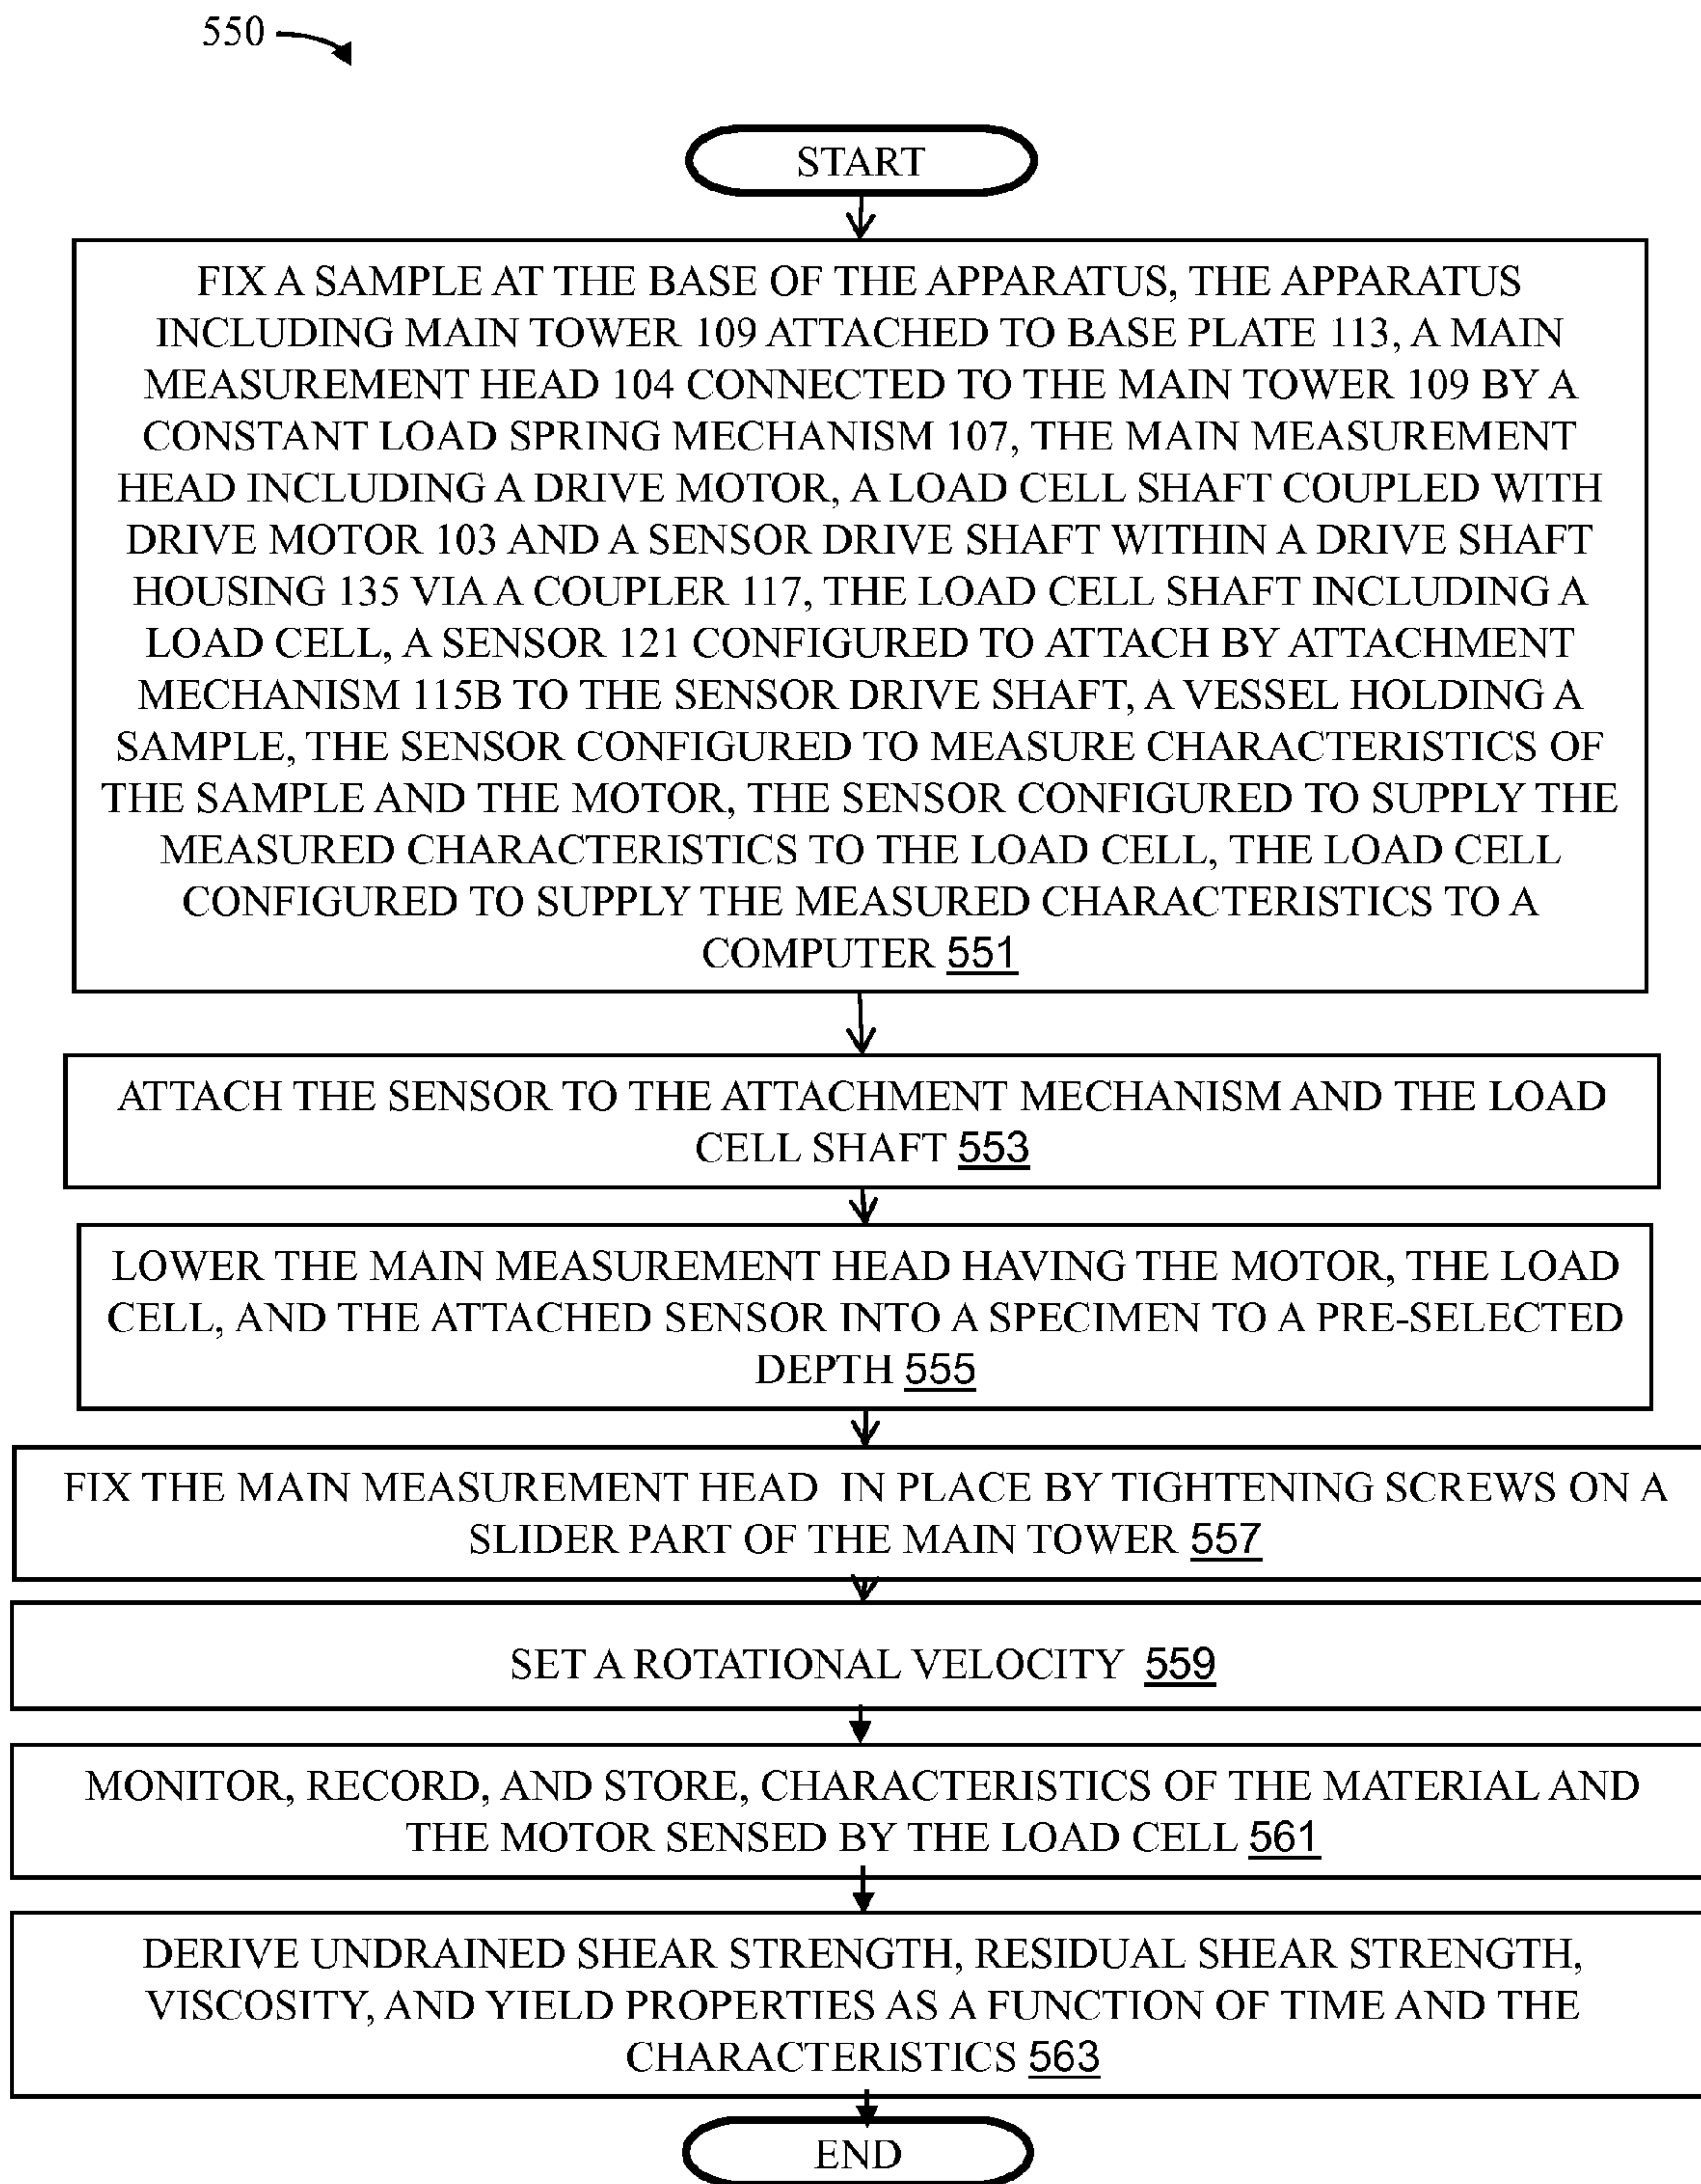 550
START
FIX A SAMPLE AT THE BASE OF THE APPARATUS, THE APPARATUS
INCLUDING MAIN TOWER 109 ATTACHED TO BASE PLATE 113, A MAIN
MEASUREMENT HEAD 104 CONNECTED TO THE MAIN TOWER 109 BY A
CONSTANT LOAD SPRING MECHANISM 107, THE MAIN MEASUREMENT
HEAD INCLUDING A DRIVE MOTOR, A LOAD CELL SHAFT COUPLED WITH
DRIVE MOTOR 103 AND A SENSOR DRIVE SHAFT WITHIN A DRIVE SHAFT
HOUSING 135 VIA A COUPLER 117, THE LOAD CELL SHAFT INCLUDING A
LOAD CELL, A SENSOR 121 CONFIGURED TO ATTACH BY ATTACHMENT
MECHANISM 115B TO THE SENSOR DRIVE SHAFT, A VESSEL HOLDING A
SAMPLE, THE SENSOR CONFIGURED TO MEASURE CHARACTERISTICS OF
THE SAMPLE AND THE MOTOR, THE SENSOR CONFIGURED TO SUPPLY THE
MEASURED CHARACTERISTICS TO THE LOAD CELL, THE LOAD CELL
CONFIGURED TO SUPPLY THE MEASURED CHARACTERISTICS TO A
COMPUTER 551
ATTACH THE SENSOR TO THE ATTACHMENT MECHANISM AND THE LOAD
CELL SHAFT 553
LOWER THE MAIN MEASUREMENT HEAD HAVING THE MOTOR, THE LOAD
CELL, AND THE ATTACHED SENSOR INTO A SPECIMEN TO A PRE-SELECTED
DEPTH 555
FIX THE MAIN MEASUREMENT HEAD IN PLACE BY TIGHTENING SCREWS ON A
SLIDER PART OF THE MAIN TOWER 557
SET A ROTATIONAL VELOCITY 559
MONITOR, RECORD, AND STORE, CHARACTERISTICS OF THE MATERIAL AND
THE MOTOR SENSED BY THE LOAD CELL 561
DERIVE UNDRAINED SHEAR STRENGTH, RESIDUAL SHEAR STRENGTH,
VISCOSITY, AND YIELD PROPERTIES AS A FUNCTION OF TIME AND THE
CHARACTERISTICS 563
END